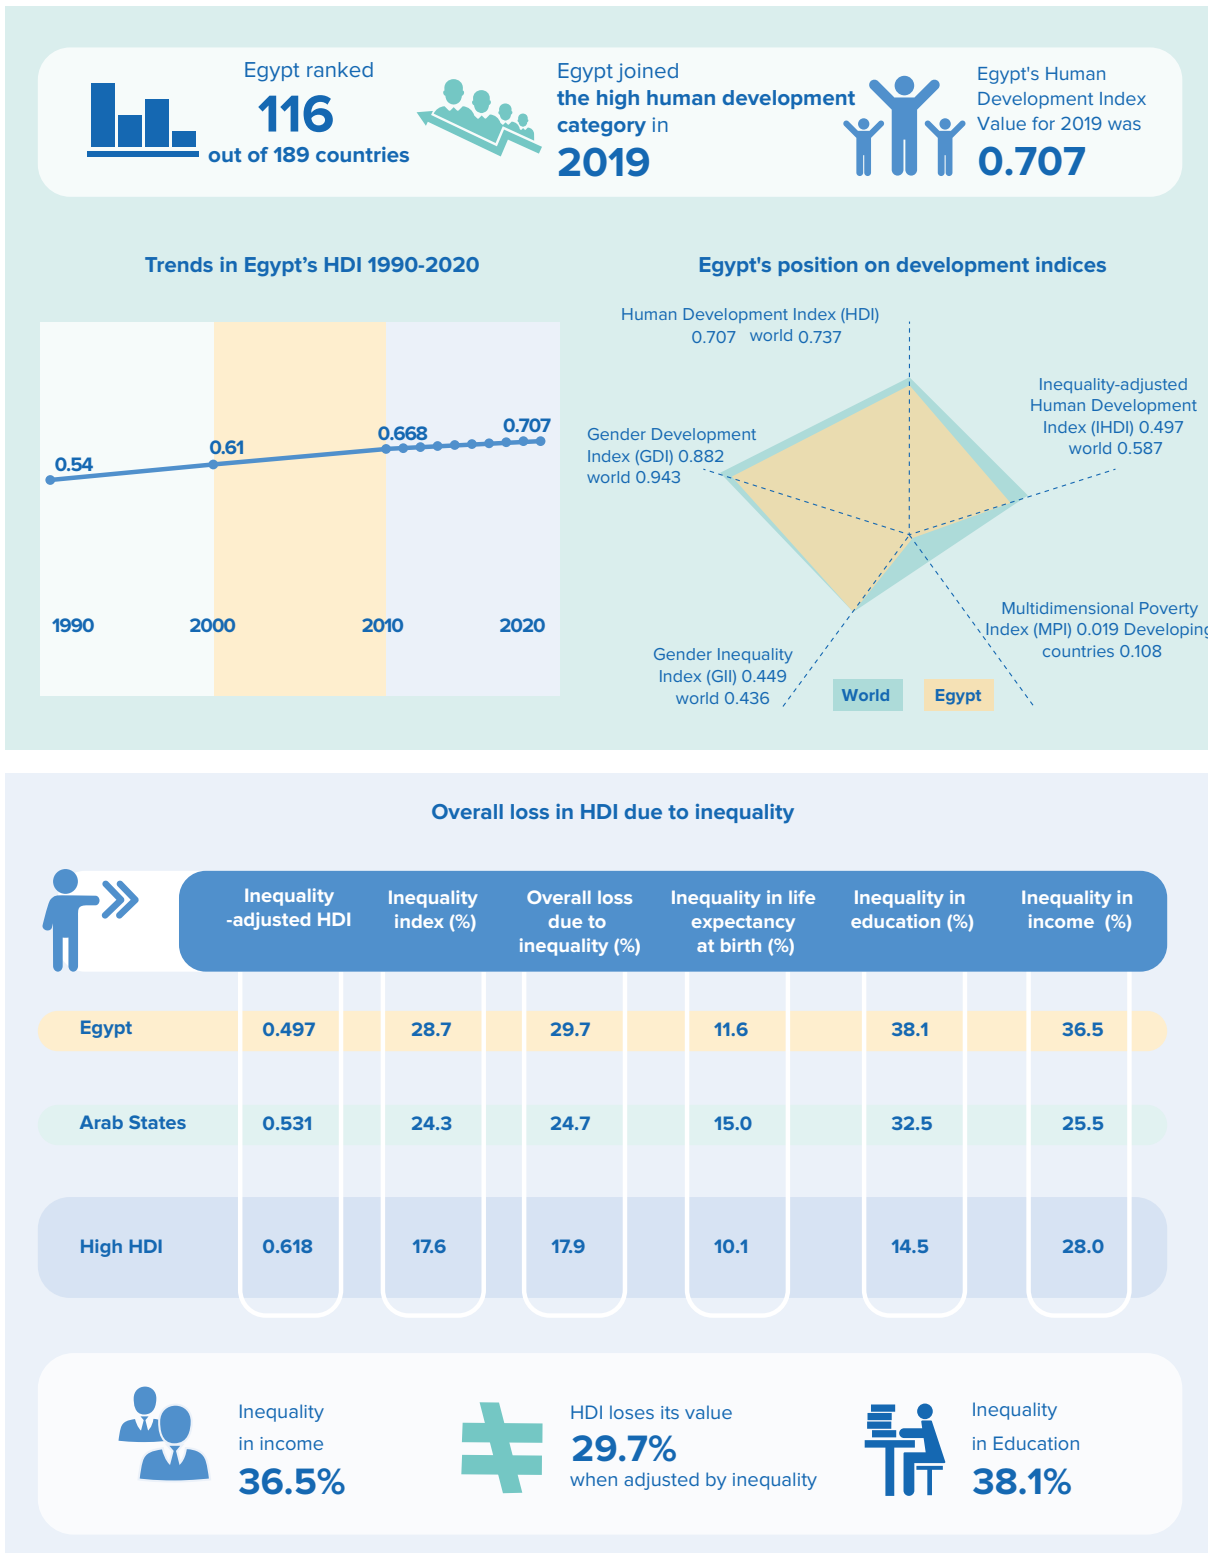 Egypt ranked
116
out of 189 countries
Egypt joined
the high human development
category in
2019
Egypt's Human
Development Index
Value for 2019 was
0.707
Trends in Egypt’s HDI 1990-2020
0.54
0.61
0.668
0.707
1990
2000
2010
2020
Egypt's position on development indices
Human Development Index (HDI)
0.707 world 0.737
Inequality-adjusted
Human Development
Index (IHDI) 0.497
world 0.587
Gender Development
Index (GDI) 0.882
world 0.943
Multidimensional Poverty
Index (MPI) 0.019 Developing
countries 0.108
Gender Inequality
Index (GII) 0.449
world 0.436
World
Egypt
Overall loss in HDI due to inequality
Inequality
-adjusted HDI
Inequality
index (%)
Overall loss
due to
inequality (%)
Inequality in life
expectancy
at birth (%)
Inequality in
education (%)
Inequality in
income (%)
Egypt 0.497 28.7 29.7 11.6 38.1 36.5
Arab States 0.531 24.3 24.7 15.0 32.5 25.5
High HDI 0.618 17.6 17.9 10.1 14.5 28.0
Inequality
in income
36.5%
HDI loses its value
29.7%
when adjusted by inequality
Inequality
in Education
38.1%